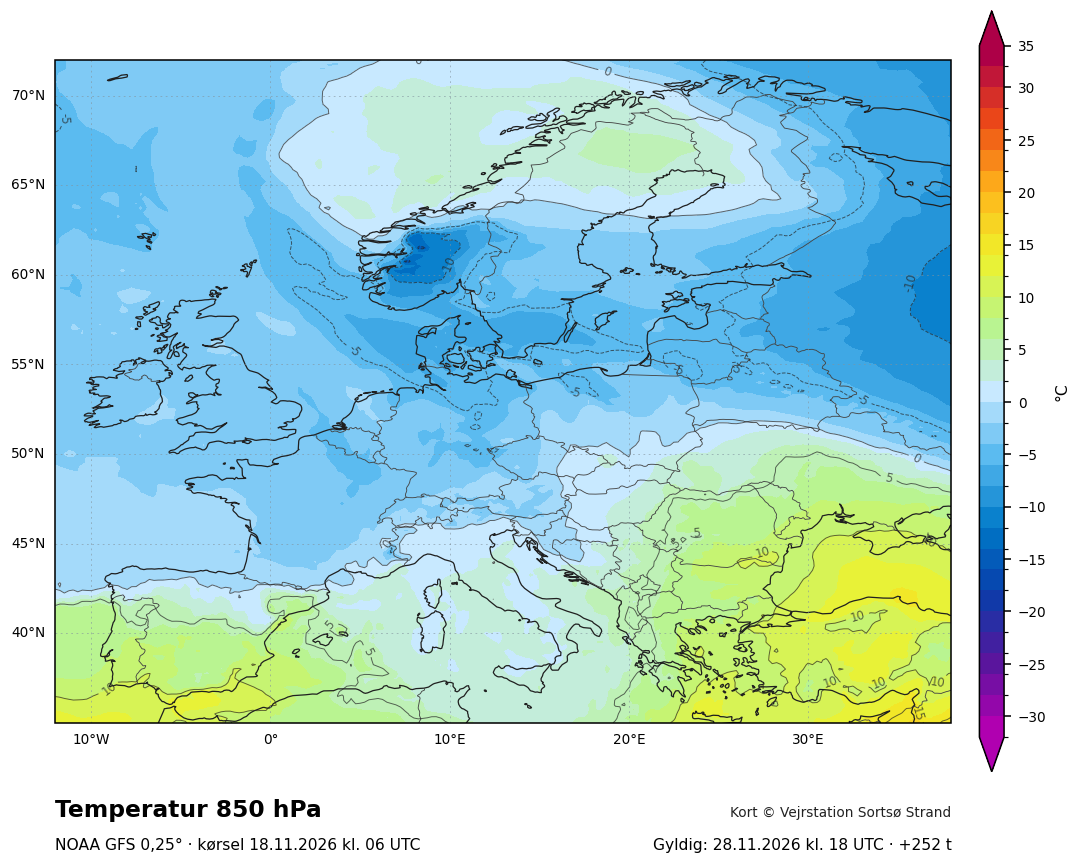 70°N
65°N
60°N
55°N
50°N
45°N
40°N
10°W
0°
10°E
20°E
30°E
35
30
25
20
15
10
5
0
−5
−10
−15
−20
−25
−30
°C
Temperatur 850 hPa
Kort © Vejrstation Sortsø Strand
NOAA GFS 0,25° · kørsel 18.11.2026 kl. 06 UTC
Gyldig: 28.11.2026 kl. 18 UTC · +252 t